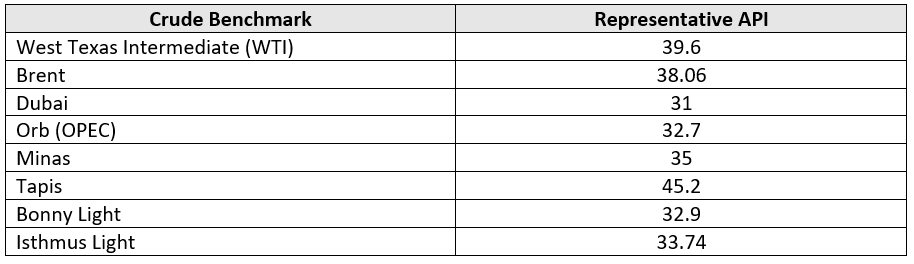 Crude Benchmark Representative API
West Texas Intermediate (WTI) 39.6
Brent 38.06
Dubai 31
Orb (OPEC) 32.7
Minas 35
Tapis 45.2
Bonny Light 32.9
Isthmus Light 33.74